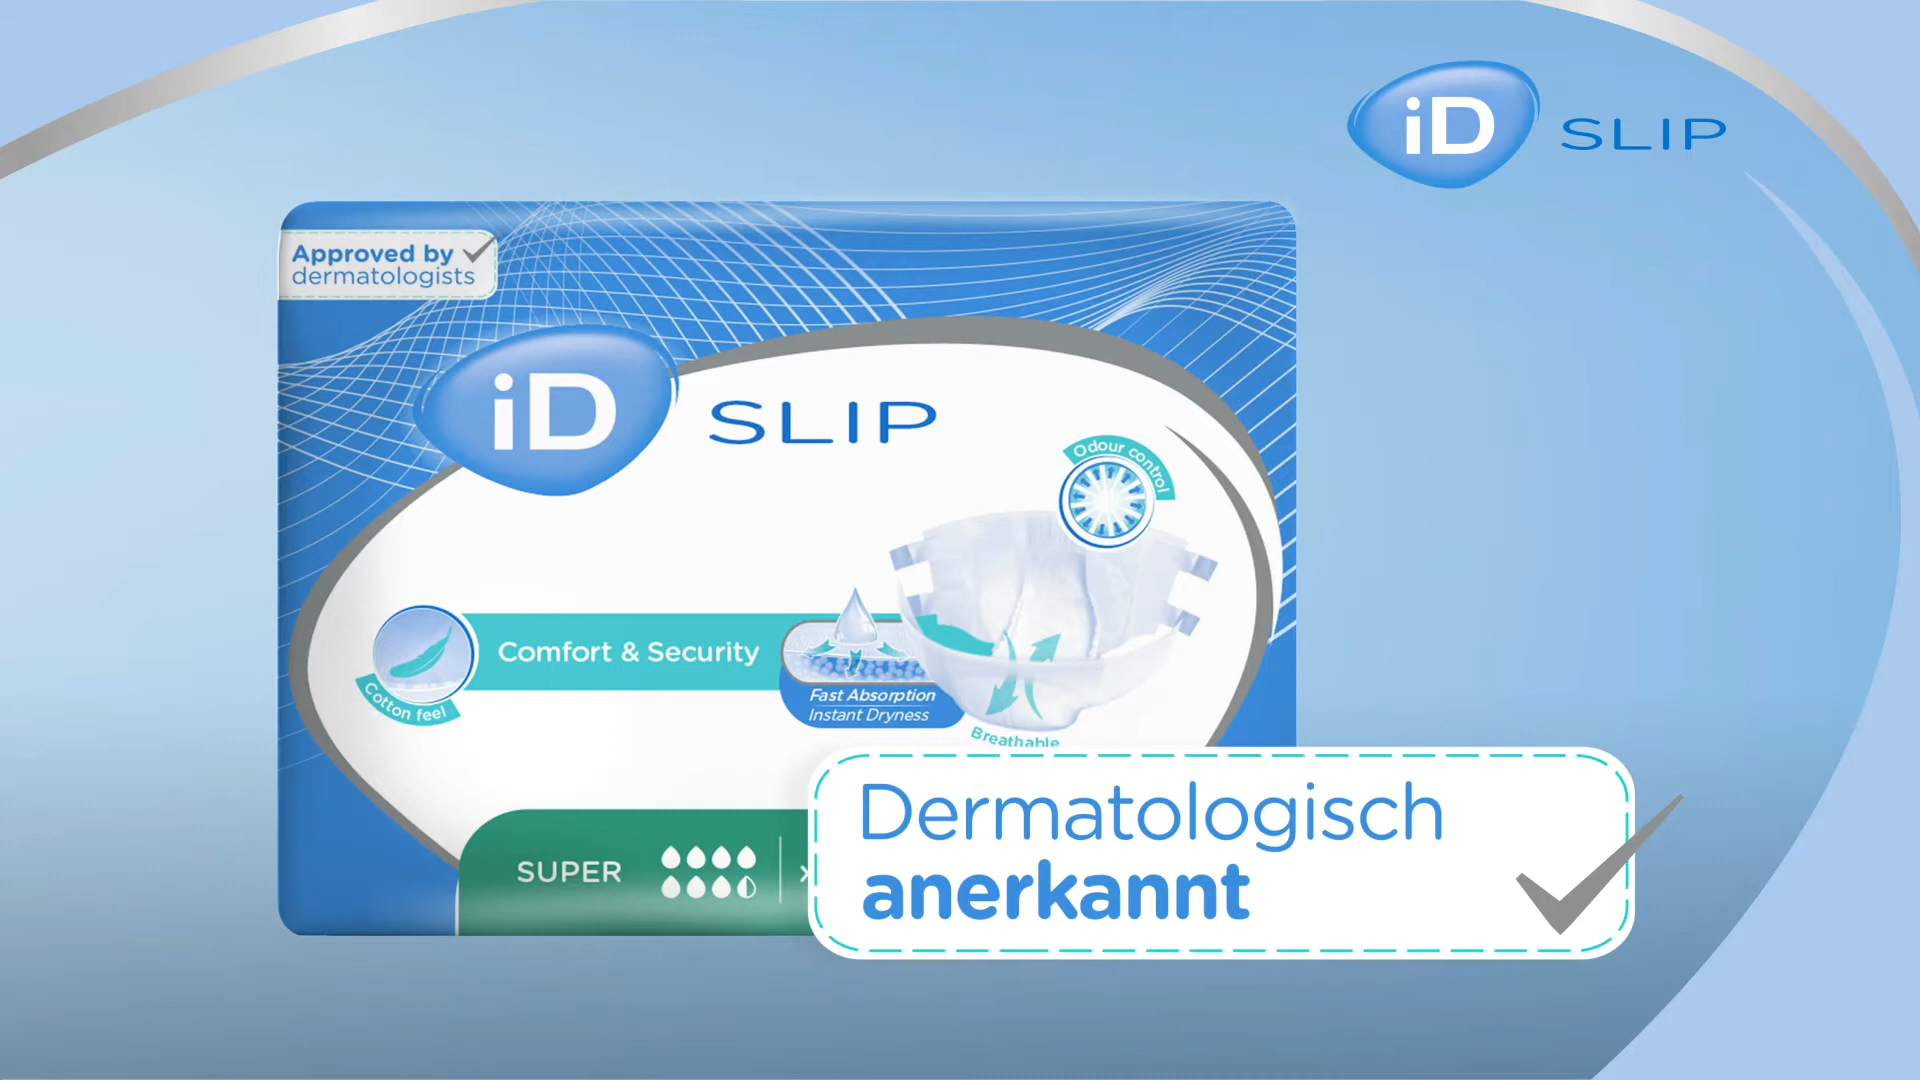 iD SLIP
Approved by
dermatologists
iD SLIP
Odour control
Comfort & Security
Cotton feel
Fast Absorption
Instant Dryness
Breathable
SUPER
Dermatologisch
anerkannt